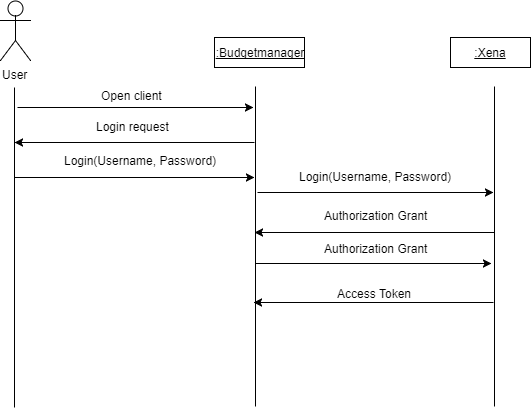 :Budgetmanager
:Xena
User
Open client
Login request
Login(Username, Password)
Login(Username, Password)
Authorization Grant
Authorization Grant
Access Token